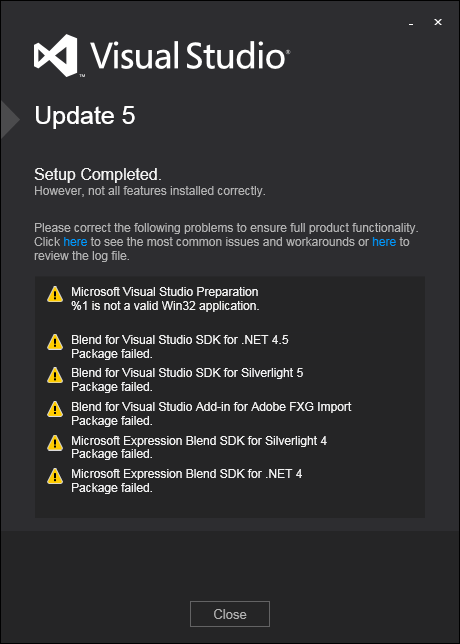 Visual Studio®
™
Update 5
Setup Completed.
However, not all features installed correctly.
Please correct the following problems to ensure full product functionality.
Click here to see the most common issues and workarounds or here to
review the log file.
Microsoft Visual Studio Preparation
%1 is not a valid Win32 application.
Blend for Visual Studio SDK for .NET 4.5
Package failed.
Blend for Visual Studio SDK for Silverlight 5
Package failed.
Blend for Visual Studio Add-in for Adobe FXG Import
Package failed.
Microsoft Expression Blend SDK for Silverlight 4
Package failed.
Microsoft Expression Blend SDK for .NET 4
Package failed.
Close